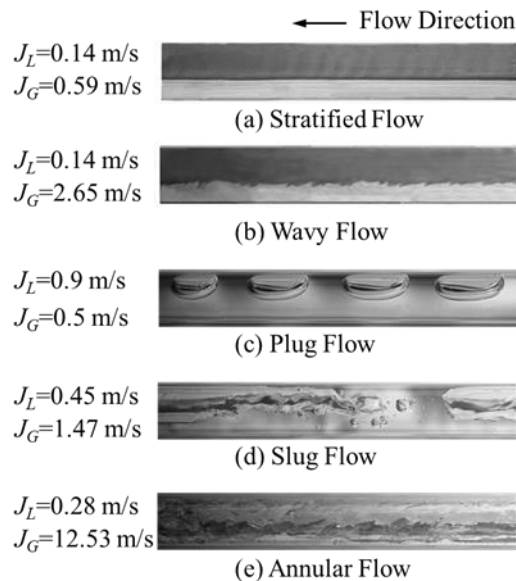 Flow Direction
J_L=0.14 m/s
J_G=0.59 m/s
(a) Stratified Flow
J_L=0.14 m/s
J_G=2.65 m/s
(b) Wavy Flow
J_L=0.9 m/s
J_G=0.5 m/s
(c) Plug Flow
J_L=0.45 m/s
J_G=1.47 m/s
(d) Slug Flow
J_L=0.28 m/s
J_G=12.53 m/s
(e) Annular Flow